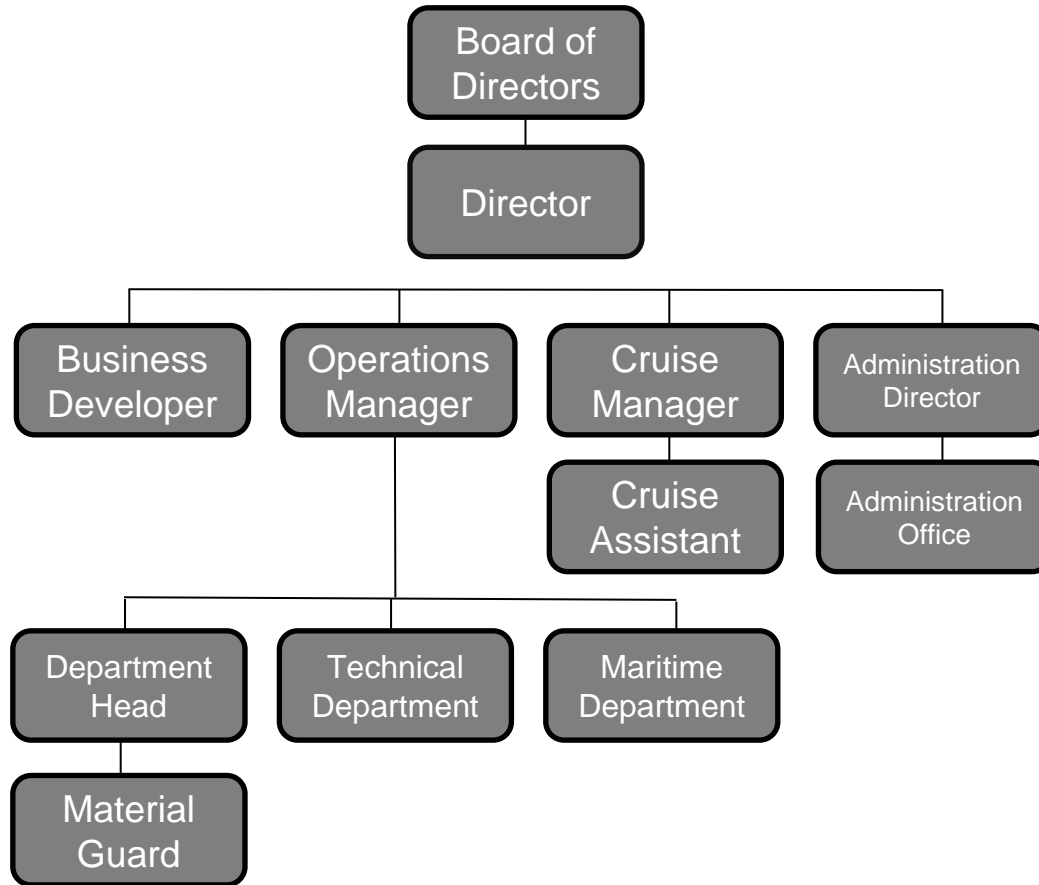 Board of
Directors
Director
Business
Developer
Operations
Manager
Cruise
Manager
Administration
Director
Cruise
Assistant
Administration
Office
Department
Head
Technical
Department
Maritime
Department
Material
Guard